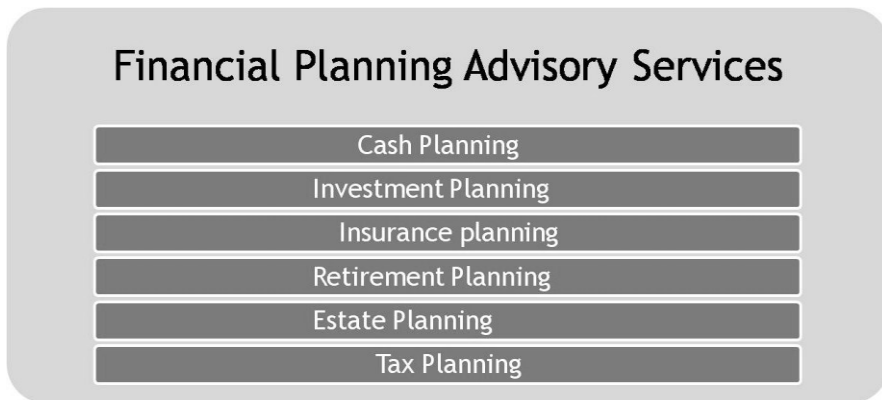 Financial Planning Advisory Services
Cash Planning
Investment Planning
Insurance planning
Retirement Planning
Estate Planning
Tax Planning